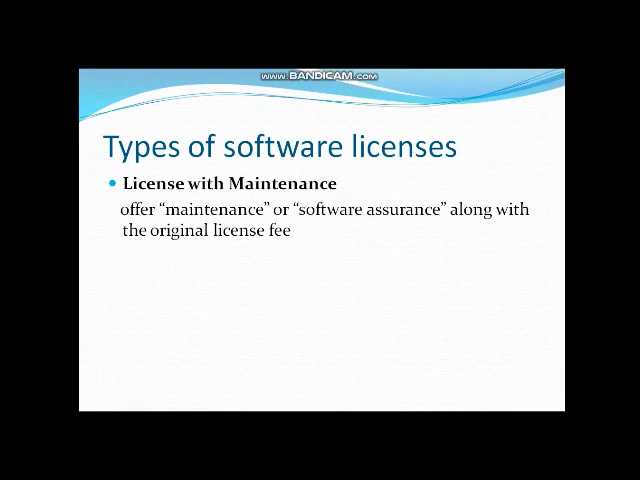 www.BANDICAM.com
Types of software licenses
License with Maintenance
offer “maintenance” or “software assurance” along with
the original license fee